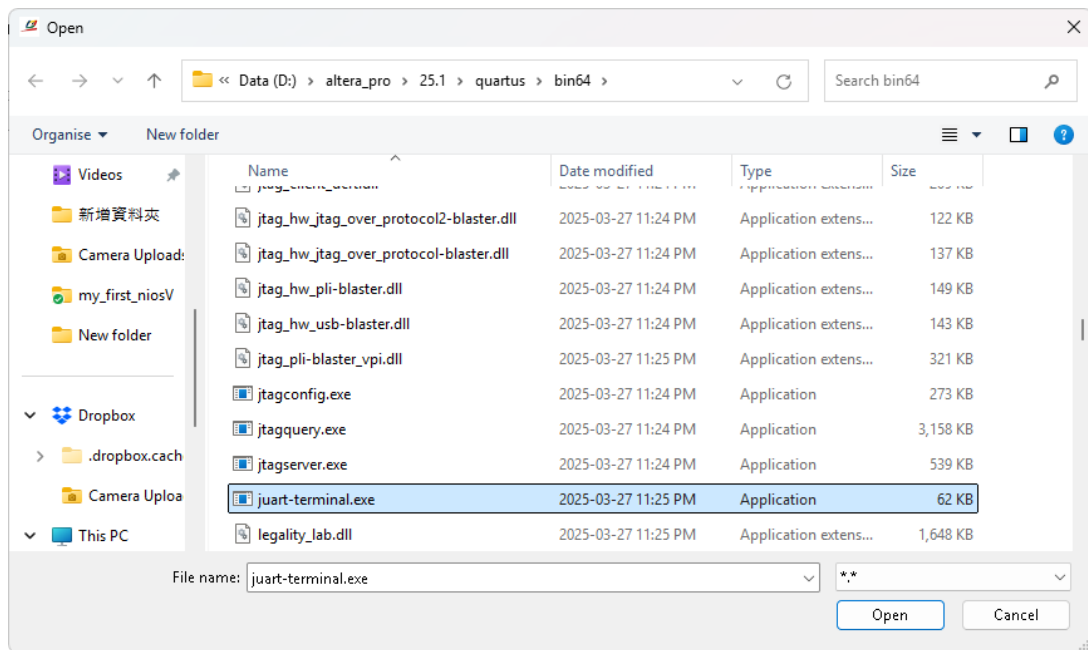 Open
« Data (D:) > altera_pro > 25.1 > quartus > bin64 >
Search bin64
Organise
New folder
Name Date modified Type Size
Videos
新增資料夾
Camera Uploads
my_first_niosV
New folder
Dropbox
.dropbox.cach
Camera Uploa
This PC
jtag_hw_jtag_over_protocol2-blaster.dll 2025-03-27 11:24 PM Application extens... 122 KB
jtag_hw_jtag_over_protocol-blaster.dll 2025-03-27 11:24 PM Application extens... 137 KB
jtag_hw_pli-blaster.dll 2025-03-27 11:24 PM Application extens... 149 KB
jtag_hw_usb-blaster.dll 2025-03-27 11:24 PM Application extens... 143 KB
jtag_pli-blaster_vpi.dll 2025-03-27 11:25 PM Application extens... 321 KB
jtagconfig.exe 2025-03-27 11:24 PM Application 273 KB
jtagquery.exe 2025-03-27 11:24 PM Application 3,158 KB
jtagserver.exe 2025-03-27 11:24 PM Application 539 KB
juart-terminal.exe 2025-03-27 11:25 PM Application 62 KB
legality_lab.dll 2025-03-27 11:25 PM Application extens... 1,648 KB
File name: juart-terminal.exe
*.*
Open
Cancel